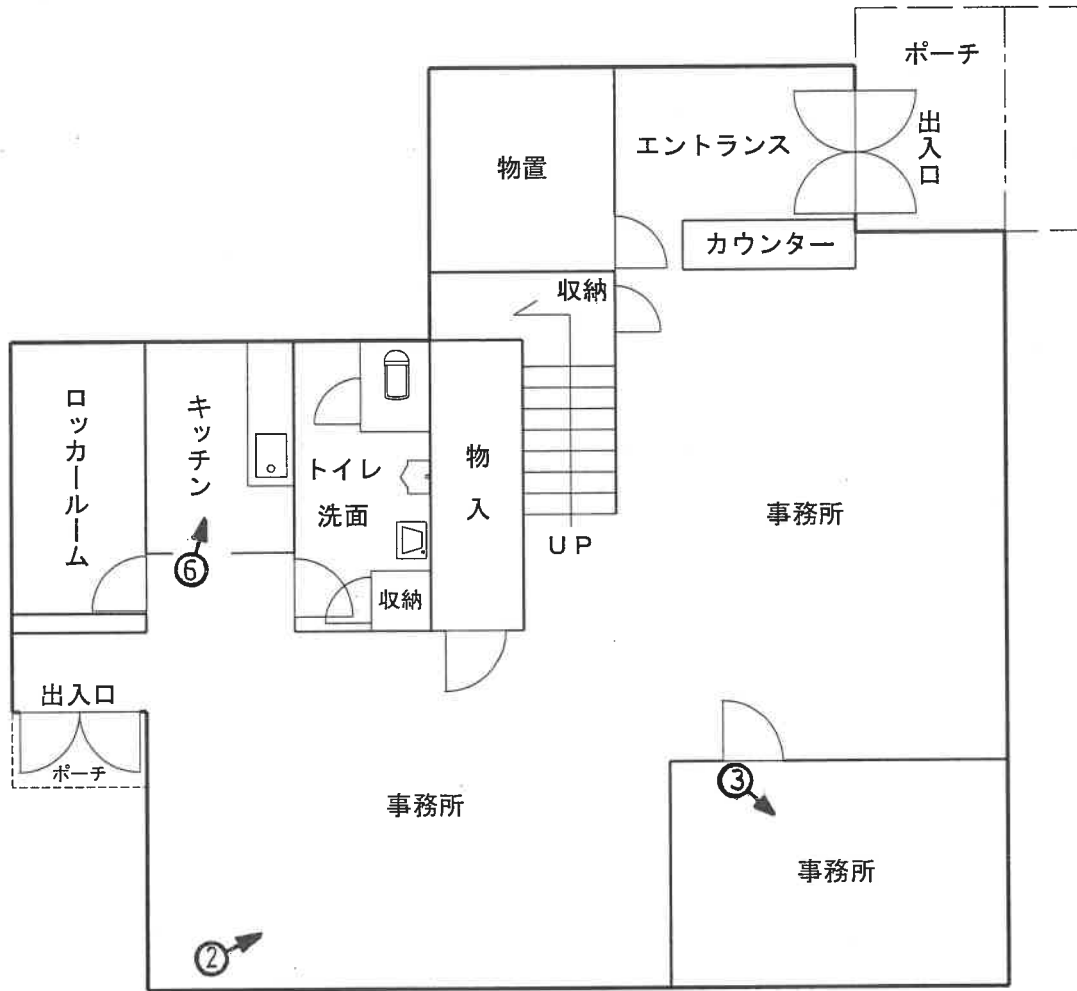 ポーチ
出入口
エントランス
物置
カウンター
収納
ロッカールーム
キッチン
トイレ
洗面
物入
事務所
UP
⑥
収納
出入口
ポーチ
③
事務所
事務所
②